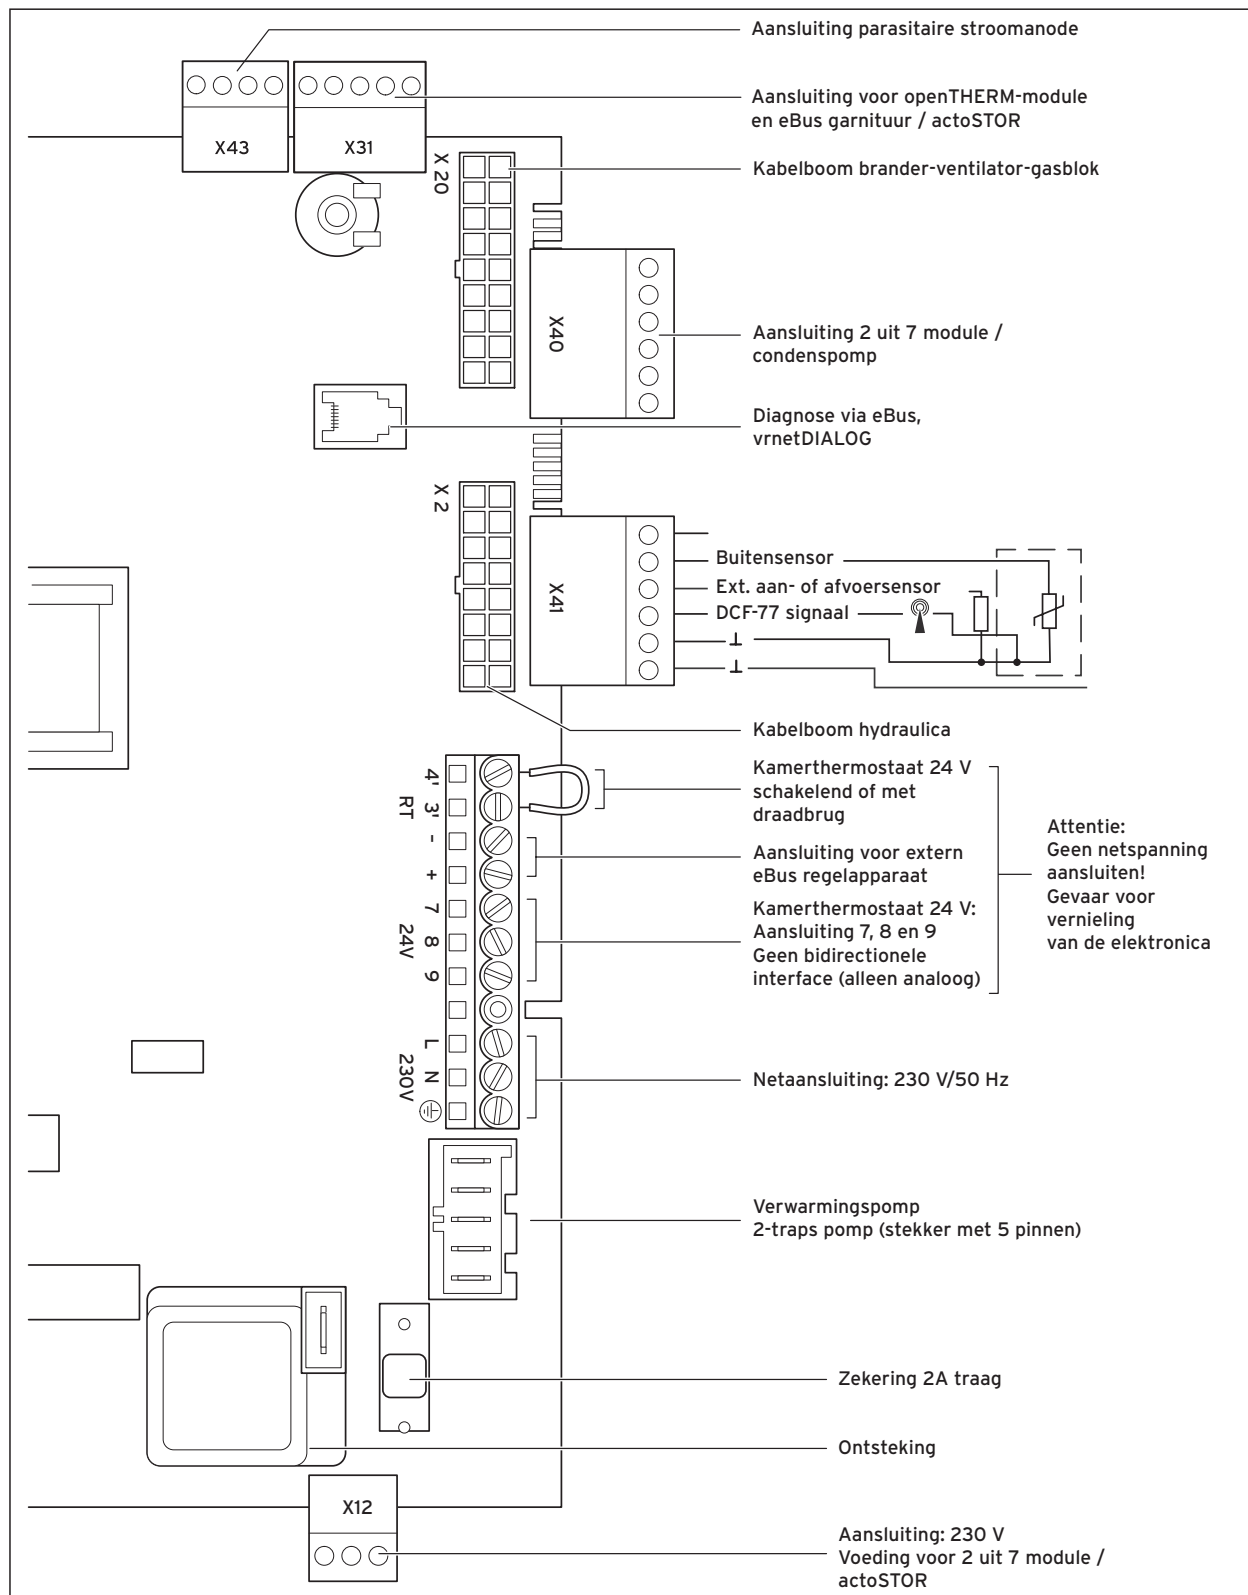 Aansluiting parasitaire stroomanode
Aansluiting voor openTHERM-module
en eBus garnituur / actoSTOR
X43
X31
X 20
Kabelboom brander-ventilator-gasblok
X40
Aansluiting 2 uit 7 module /
condenspomp
Diagnose via eBus,
vrnetDIALOG
X 2
X41
Buitensensor
Ext. aan- of afvoersensor
DCF-77 signaal
Kabelboom hydraulica
4'
3'
RT
-
+
7
8
9
24V
L
N
230V
Kamerthermostaat 24 V
schakelend of met
draadbrug
Aansluiting voor extern
eBus regelapparaat
Kamerthermostaat 24 V:
Aansluiting 7, 8 en 9
Geen bidirectionele
interface (alleen analoog)
Attentie:
Geen netspanning
aansluiten!
Gevaar voor
vernieling
van de elektronica
Netaansluiting: 230 V/50 Hz
Verwarmingspomp
2-traps pomp (stekker met 5 pinnen)
Zekering 2A traag
Ontsteking
X12
Aansluiting: 230 V
Voeding voor 2 uit 7 module /
actoSTOR